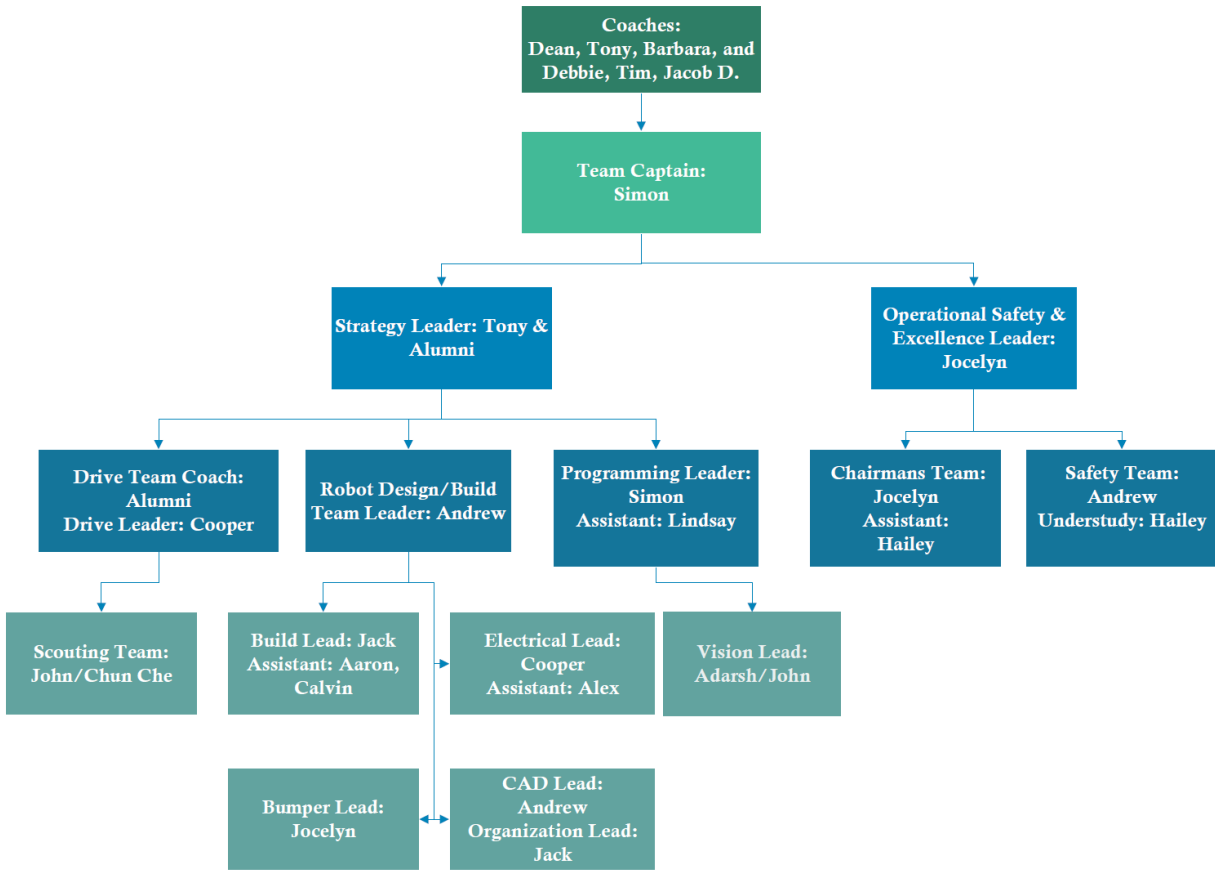 Coaches:
Dean, Tony, Barbara, and
Debbie, Tim, Jacob D.
Team Captain:
Simon
Strategy Leader: Tony &
Alumni
Operational Safety &
Excellence Leader:
Jocelyn
Drive Team Coach:
Alumni
Drive Leader: Cooper
Robot Design/Build
Team Leader: Andrew
Programming Leader:
Simon
Assistant: Lindsay
Chairmans Team:
Jocelyn
Assistant:
Hailey
Safety Team:
Andrew
Understudy: Hailey
Scouting Team:
John/Chun Che
Build Lead: Jack
Assistant: Aaron,
Calvin
Electrical Lead:
Cooper
Assistant: Alex
Vision Lead:
Adarsh/John
Bumper Lead:
Jocelyn
CAD Lead:
Andrew
Organization Lead:
Jack